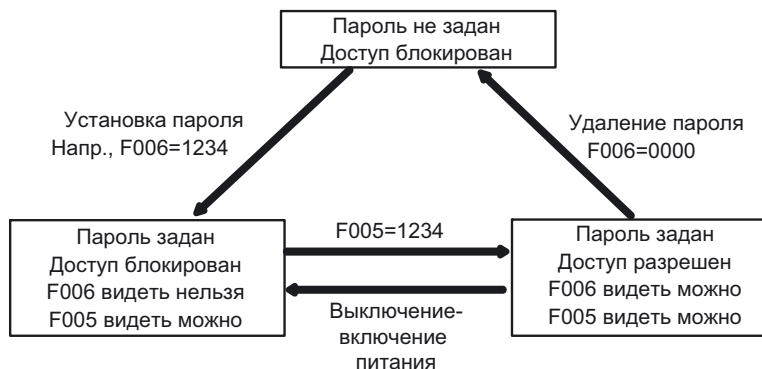 Пароль не задан
Доступ блокирован
Установка пароля
Напр., F006=1234
Удаление пароля
F006=0000
Пароль задан
Доступ блокирован
F006 видеть нельзя
F005 видеть можно
F005=1234
Выключение-
включение
питания
Пароль задан
Доступ разрешен
F006 видеть можно
F005 видеть можно